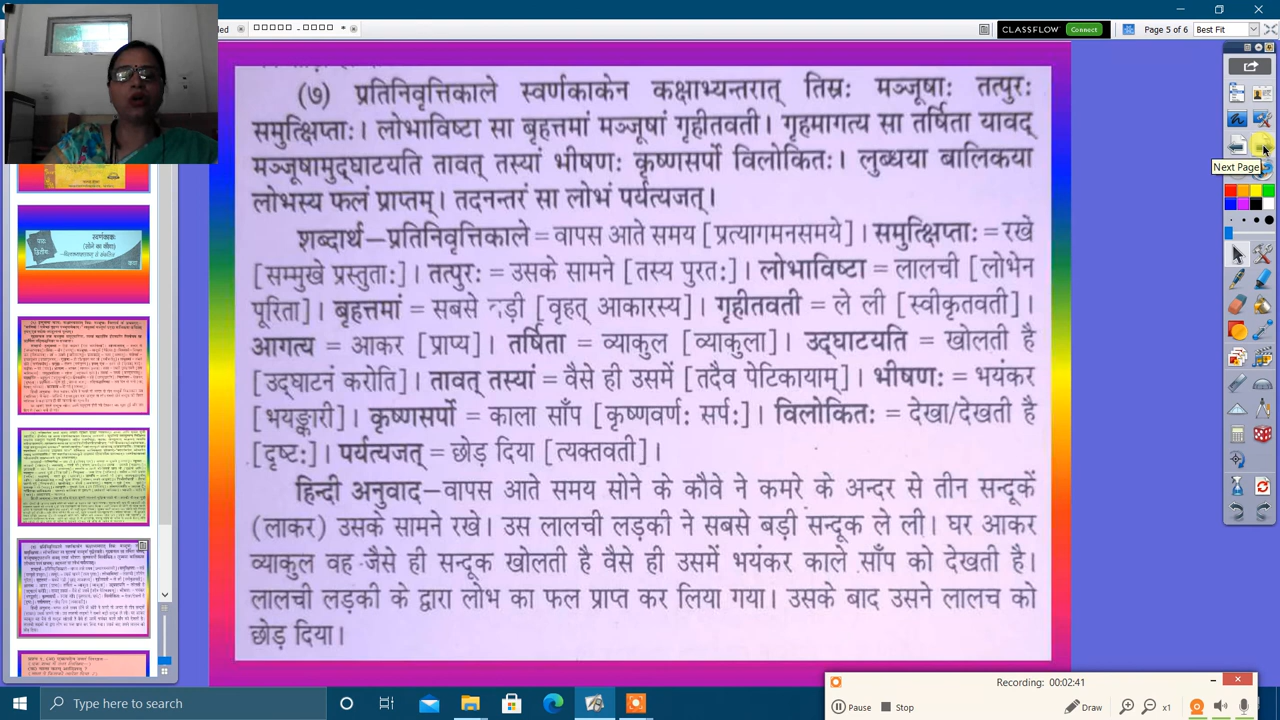 led
□□□□□ - □□□□ *
CLASSFLOW Connect
Page 5 of 6
Best Fit
Next Page
(७) प्रतिनिवृत्तिकाले स्वर्णकाकेन कक्षाभ्यन्तरात् तिस्रः मञ्जूषाः तत्पुरः
समुत्क्षिप्ताः। लोभाविष्टा सा बृहत्तमां मञ्जूषां गृहीतवती। गृहमागत्य सा तर्षिता यावद्
मञ्जूषामुद्घाटयति तावत् तस्यां भीषणः कृष्णसर्पो विलोकितः। लुब्धया बालिकया
लोभस्य फलं प्राप्तम्। तदनन्तरं सा लोभं पर्यत्यजत्।
शब्दार्थ–प्रतिनिवृत्तिकाले = वापस आते समय [प्रत्यागमनसमये]। समुत्क्षिप्ताः = रखें
[सम्मुखे प्रस्तुताः]। तत्पुरः = उसके सामने [तस्य पुरतः]। लोभाविष्टा = लालची [लोभेन
पूरिता]। बृहत्तमां = सबसे बड़ी [वृहत् आकारस्य]। गृहीतवती = ले ली [स्वीकृतवती]।
आगत्य = आकर [प्राप्य]। तर्षिता = व्याकुल [व्याकुला]। उद्घाटयति = खोलती है
[उद्घाटनं करोति] तावत् = वैसे ही उसमें भीषणः = भयंकर
[भयङ्कारी]। कृष्णसर्पो = काला साँप [कृष्णवर्णः सर्पः]। विलोकितः = देखा/देखती है
[दृष्टः]। पर्यत्यजत् = छोड़ दिया [त्यक्तवती]।
हिन्दी अनुवाद–वापस आते समय सोने के कौवे ने कक्षा के अन्दर से तीन सन्दूकें
(लाकर) उसके सामने रखे। उस लालची लड़की ने सबसे बड़ी सन्दूक ले ली। घर आकर
व्याकुल वह जैसे ही सन्दूक खोलती है वैसे ही उसमें भयंकर काले साँप को देखती है।
लालची लड़की के द्वारा लोभ का फल प्राप्त कर लिया गया। उसके बाद उसने लालच को
छोड़ दिया।
Recording: 00:02:41
Pause Stop Draw x1
Type here to search